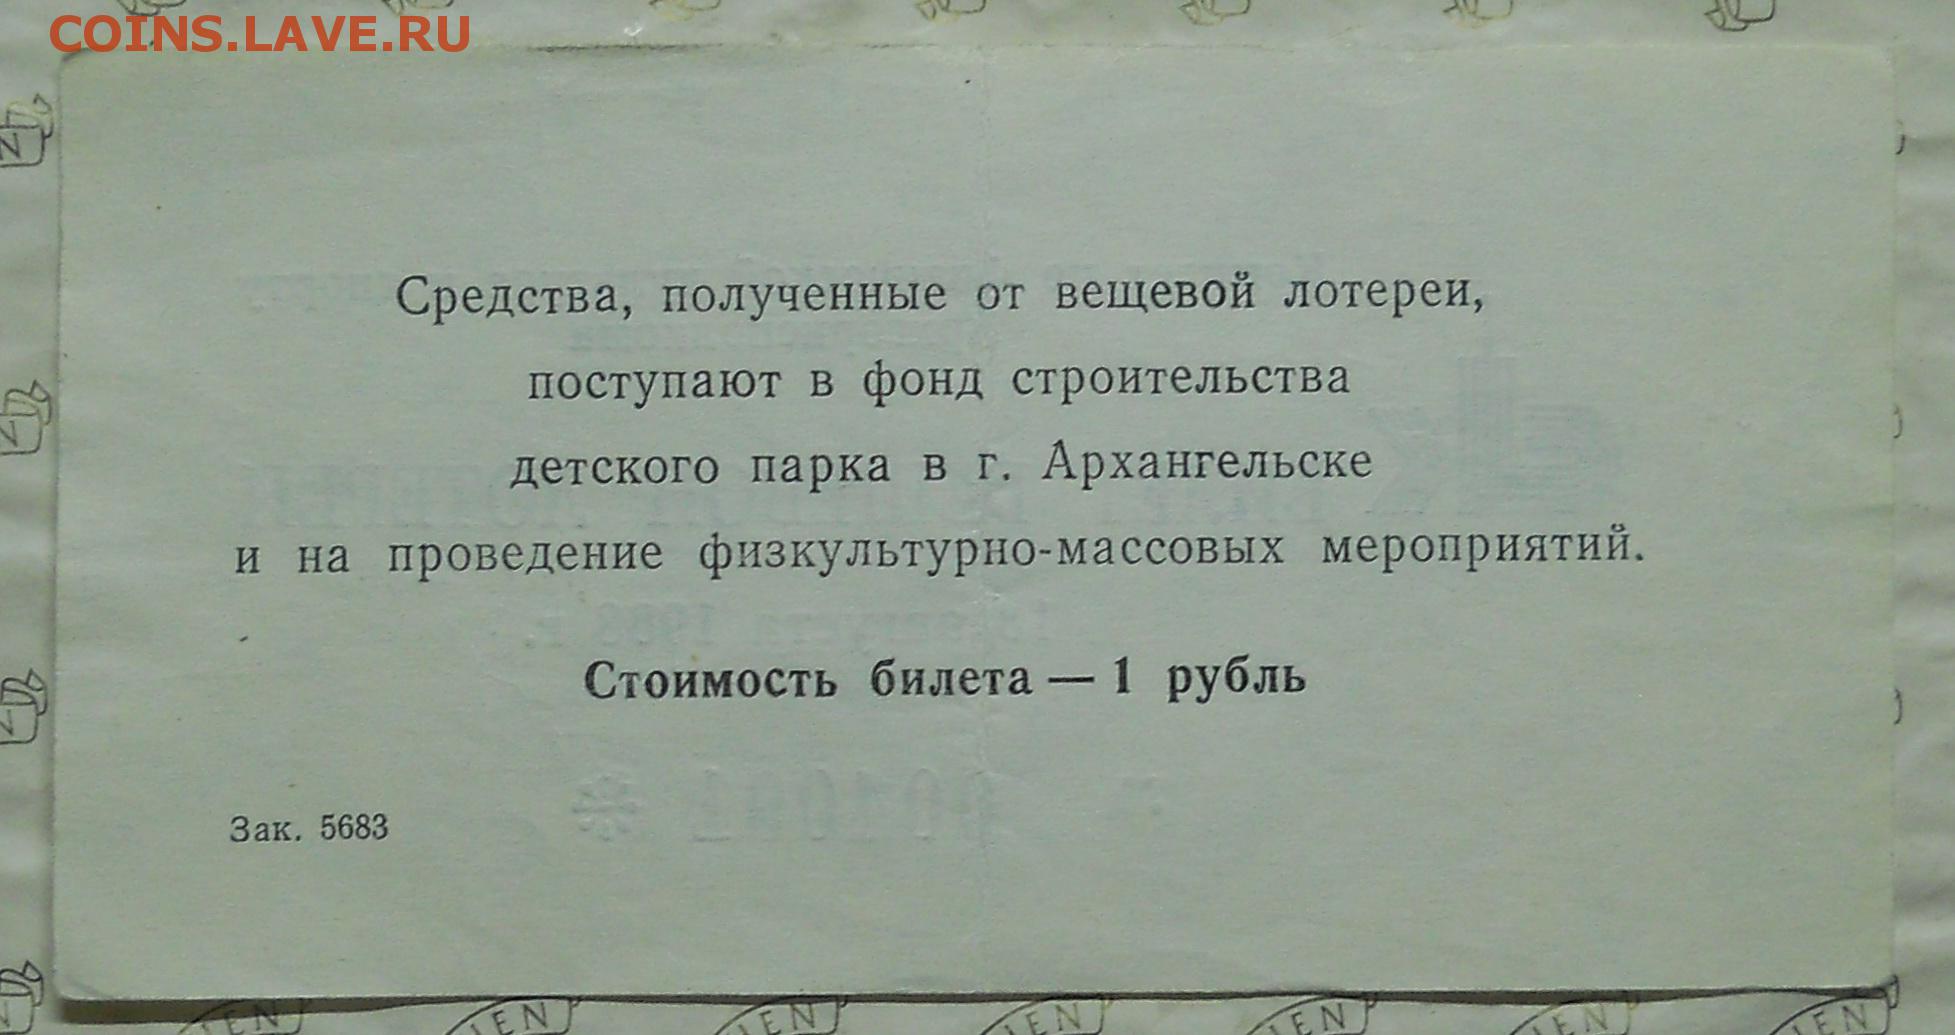 COINS.LAVE.RU
Средства, полученные от вещевой лотереи,
поступают в фонд строительства
детского парка в г. Архангельске
и на проведение физкультурно-массовых мероприятий.
Стоимость билета — 1 рубль
Зак. 5683